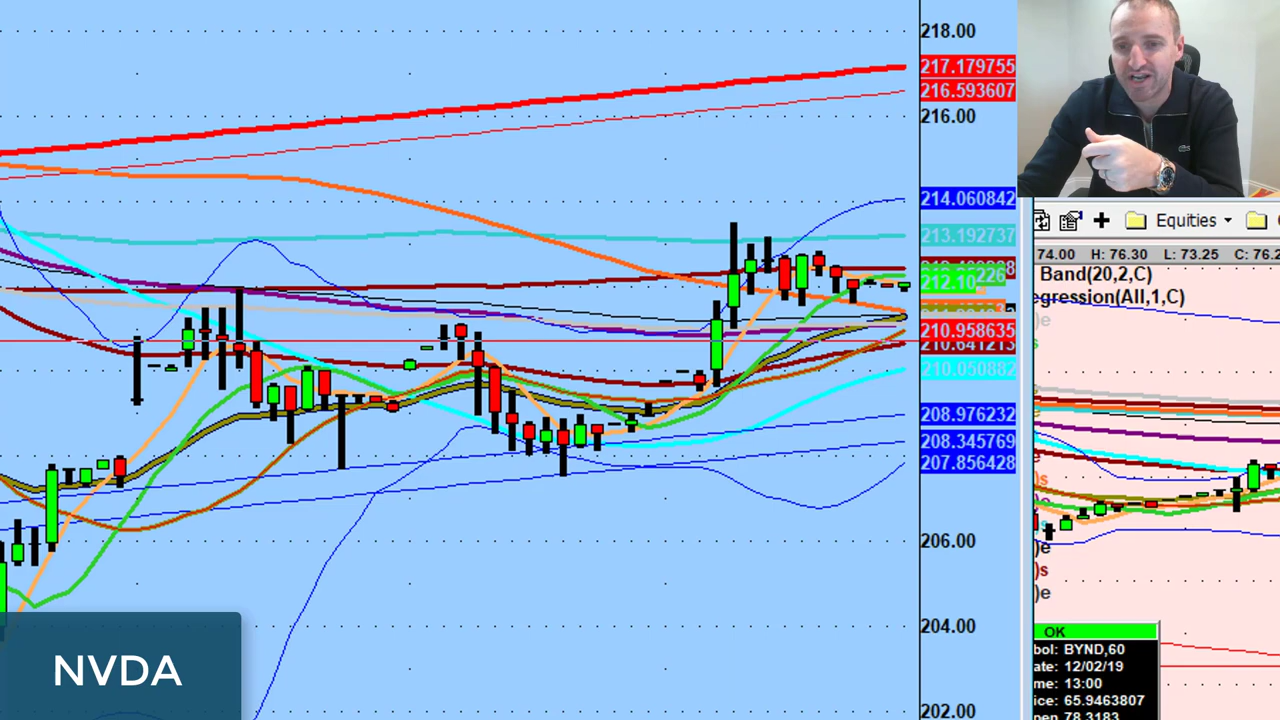 218.00
217.179755
216.593607
216.00
214.060842
213.192737
212.10
210.958635
210.641213
210.050882
208.976232
208.345769
207.856428
206.00
204.00
202.00
NVDA
Equities
74.00 H: 76.30 L: 73.25 C: 76.2
Band(20,2,C)
egression(All,1,C)
)e
s
)s
)e
)s
)e
OK
bol: BYND,60
ate: 12/02/19
me: 13:00
ice: 65.9463807
pen 78.3183